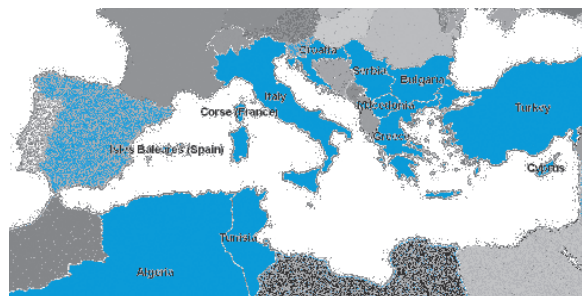 Croatia
Serbia
Bulgaria
Italy
Corse (France)
Macedonia
Turkey
Greece
Isles Baleares (Spain)
Cyprus
Tunisia
Algeria